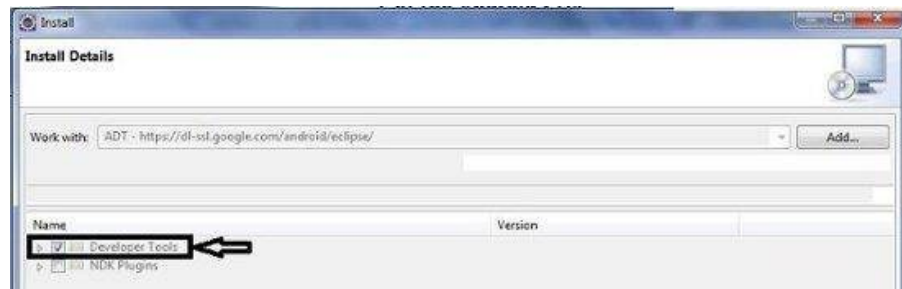 Install
Install Details
Work with: ADT - https://dl-ssl.google.com/android/eclipse/
Add...
Name Version
Developer Tools
NDK Plugins